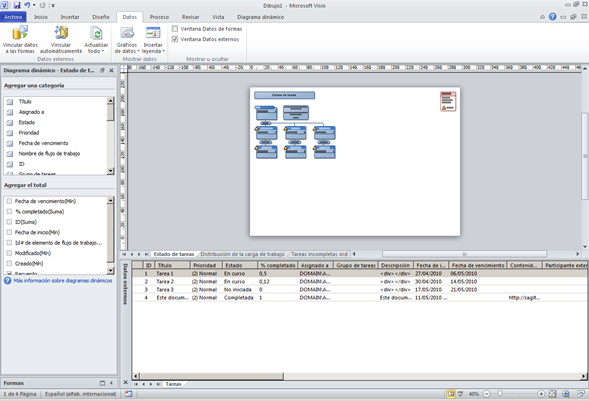 Dibujo1 - Microsoft Visio
Archivo Inicio Insertar Diseño Datos Proceso Revisar Vista Diagrama dinámico
Vincular datos a las formas
Vincular automáticamente
Actualizar todo
Datos externos
Gráficos de datos
Insertar leyenda
Mostrar datos
Ventana Datos de formas
Ventana Datos externos
Mostrar u ocultar
Diagrama dinámico - Estado de t...
Agregar una categoría
Título
Asignado a
Estado
Prioridad
Fecha de vencimiento
Nombre de flujo de trabajo
ID
Grupo de tareas
Agregar el total
Fecha de vencimiento(Mín)
% completado(Suma)
ID(Suma)
Fecha de inicio(Mín)
Id# de elemento de flujo de trabajo...
Modificado(Mín)
Creado(Mín)
Recuento
Más información sobre diagramas dinámicos
Formas
Estado de tareas
Estado de tareas Distribución de la carga de trabajo Tareas incompletas ord
Datos externos
ID Título Prioridad Estado % completado Asignado a Grupo de tareas Descripción Fecha de i... Fecha de vencimiento Contenid... Participante exter
1 Tarea 1 (2) Normal En curso 0,5 DOMAIN\A... <div></div> 27/04/2010 06/05/2010
2 Tarea 2 (2) Normal En curso 0,12 DOMAIN\A... <div></div> 30/04/2010 14/05/2010
3 Tarea 3 (2) Normal No iniciada 0 DOMAIN\A... <div></div> 17/05/2010 21/05/2010
4 Este docum... (2) Normal Completada 1 DOMAIN\A... Este docum... 11/05/2010 ... http://sagit...
Tareas
1 de 4 Página Español (alfab. internacional) 40%